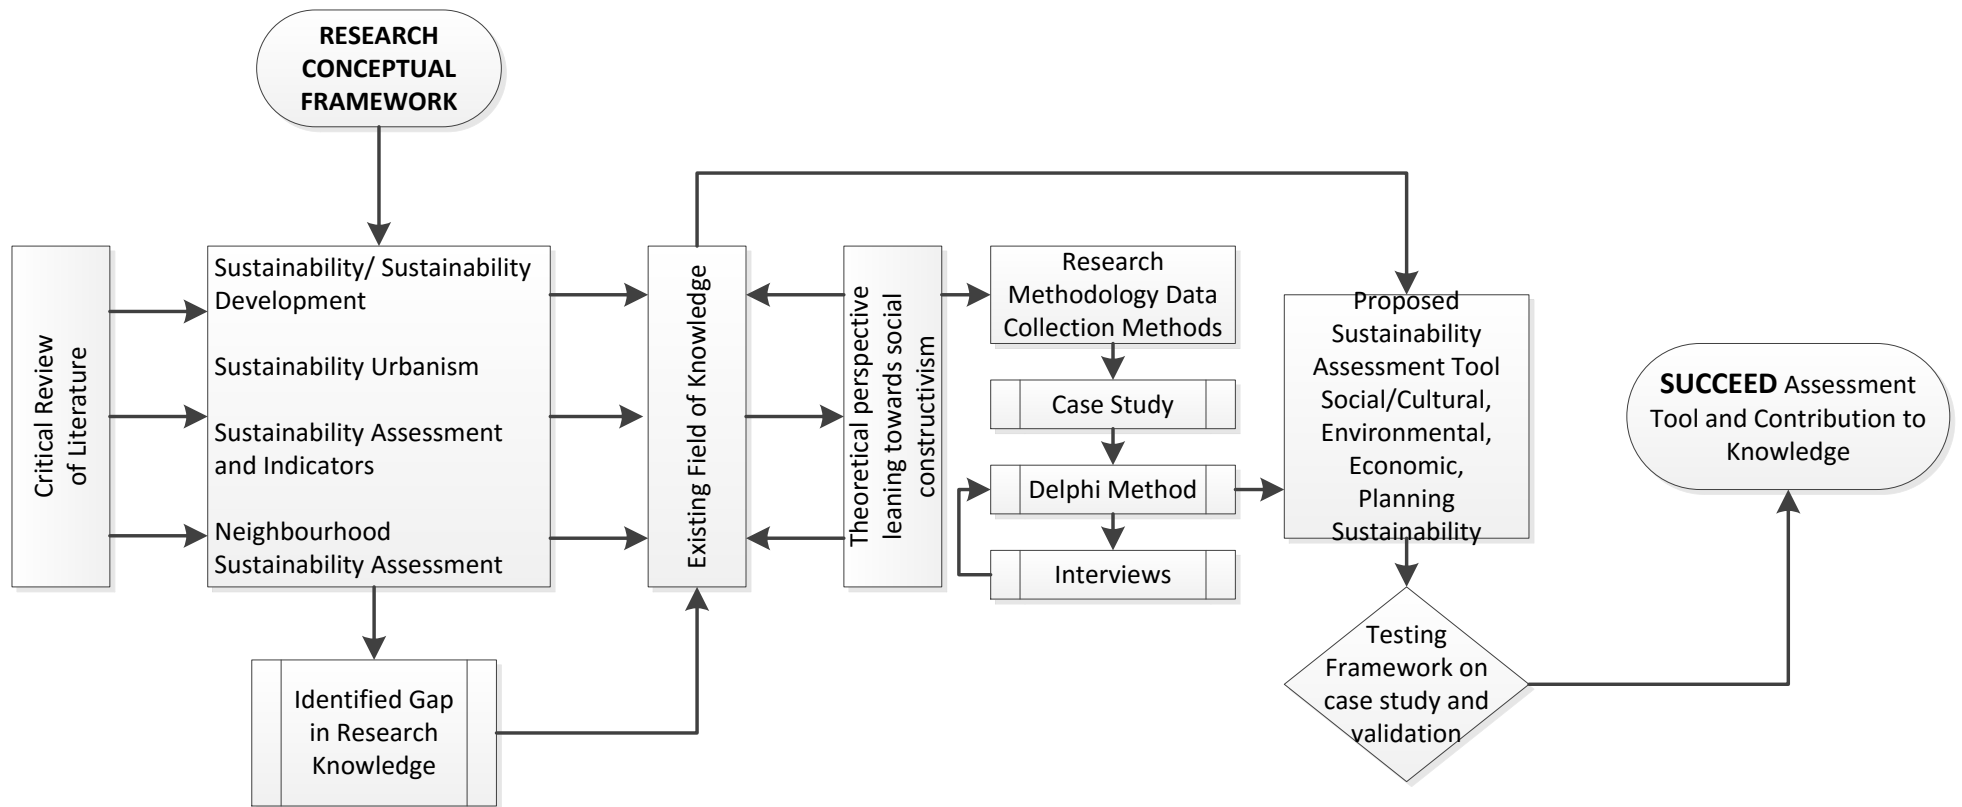 RESEARCH
CONCEPTUAL
FRAMEWORK
Critical Review
of Literature
Sustainability/ Sustainability
Development
Sustainability Urbanism
Sustainability Assessment
and Indicators
Neighbourhood
Sustainability Assessment
Identified Gap
in Research
Knowledge
Existing Field of Knowledge
Theoretical perspective
leaning towards social
constructivism
Research
Methodology Data
Collection Methods
Case Study
Delphi Method
Interviews
Proposed
Sustainability
Assessment Tool
Social/Cultural,
Environmental,
Economic,
Planning
Sustainability
Testing
Framework on
case study and
validation
SUCCEED Assessment
Tool and Contribution to
Knowledge